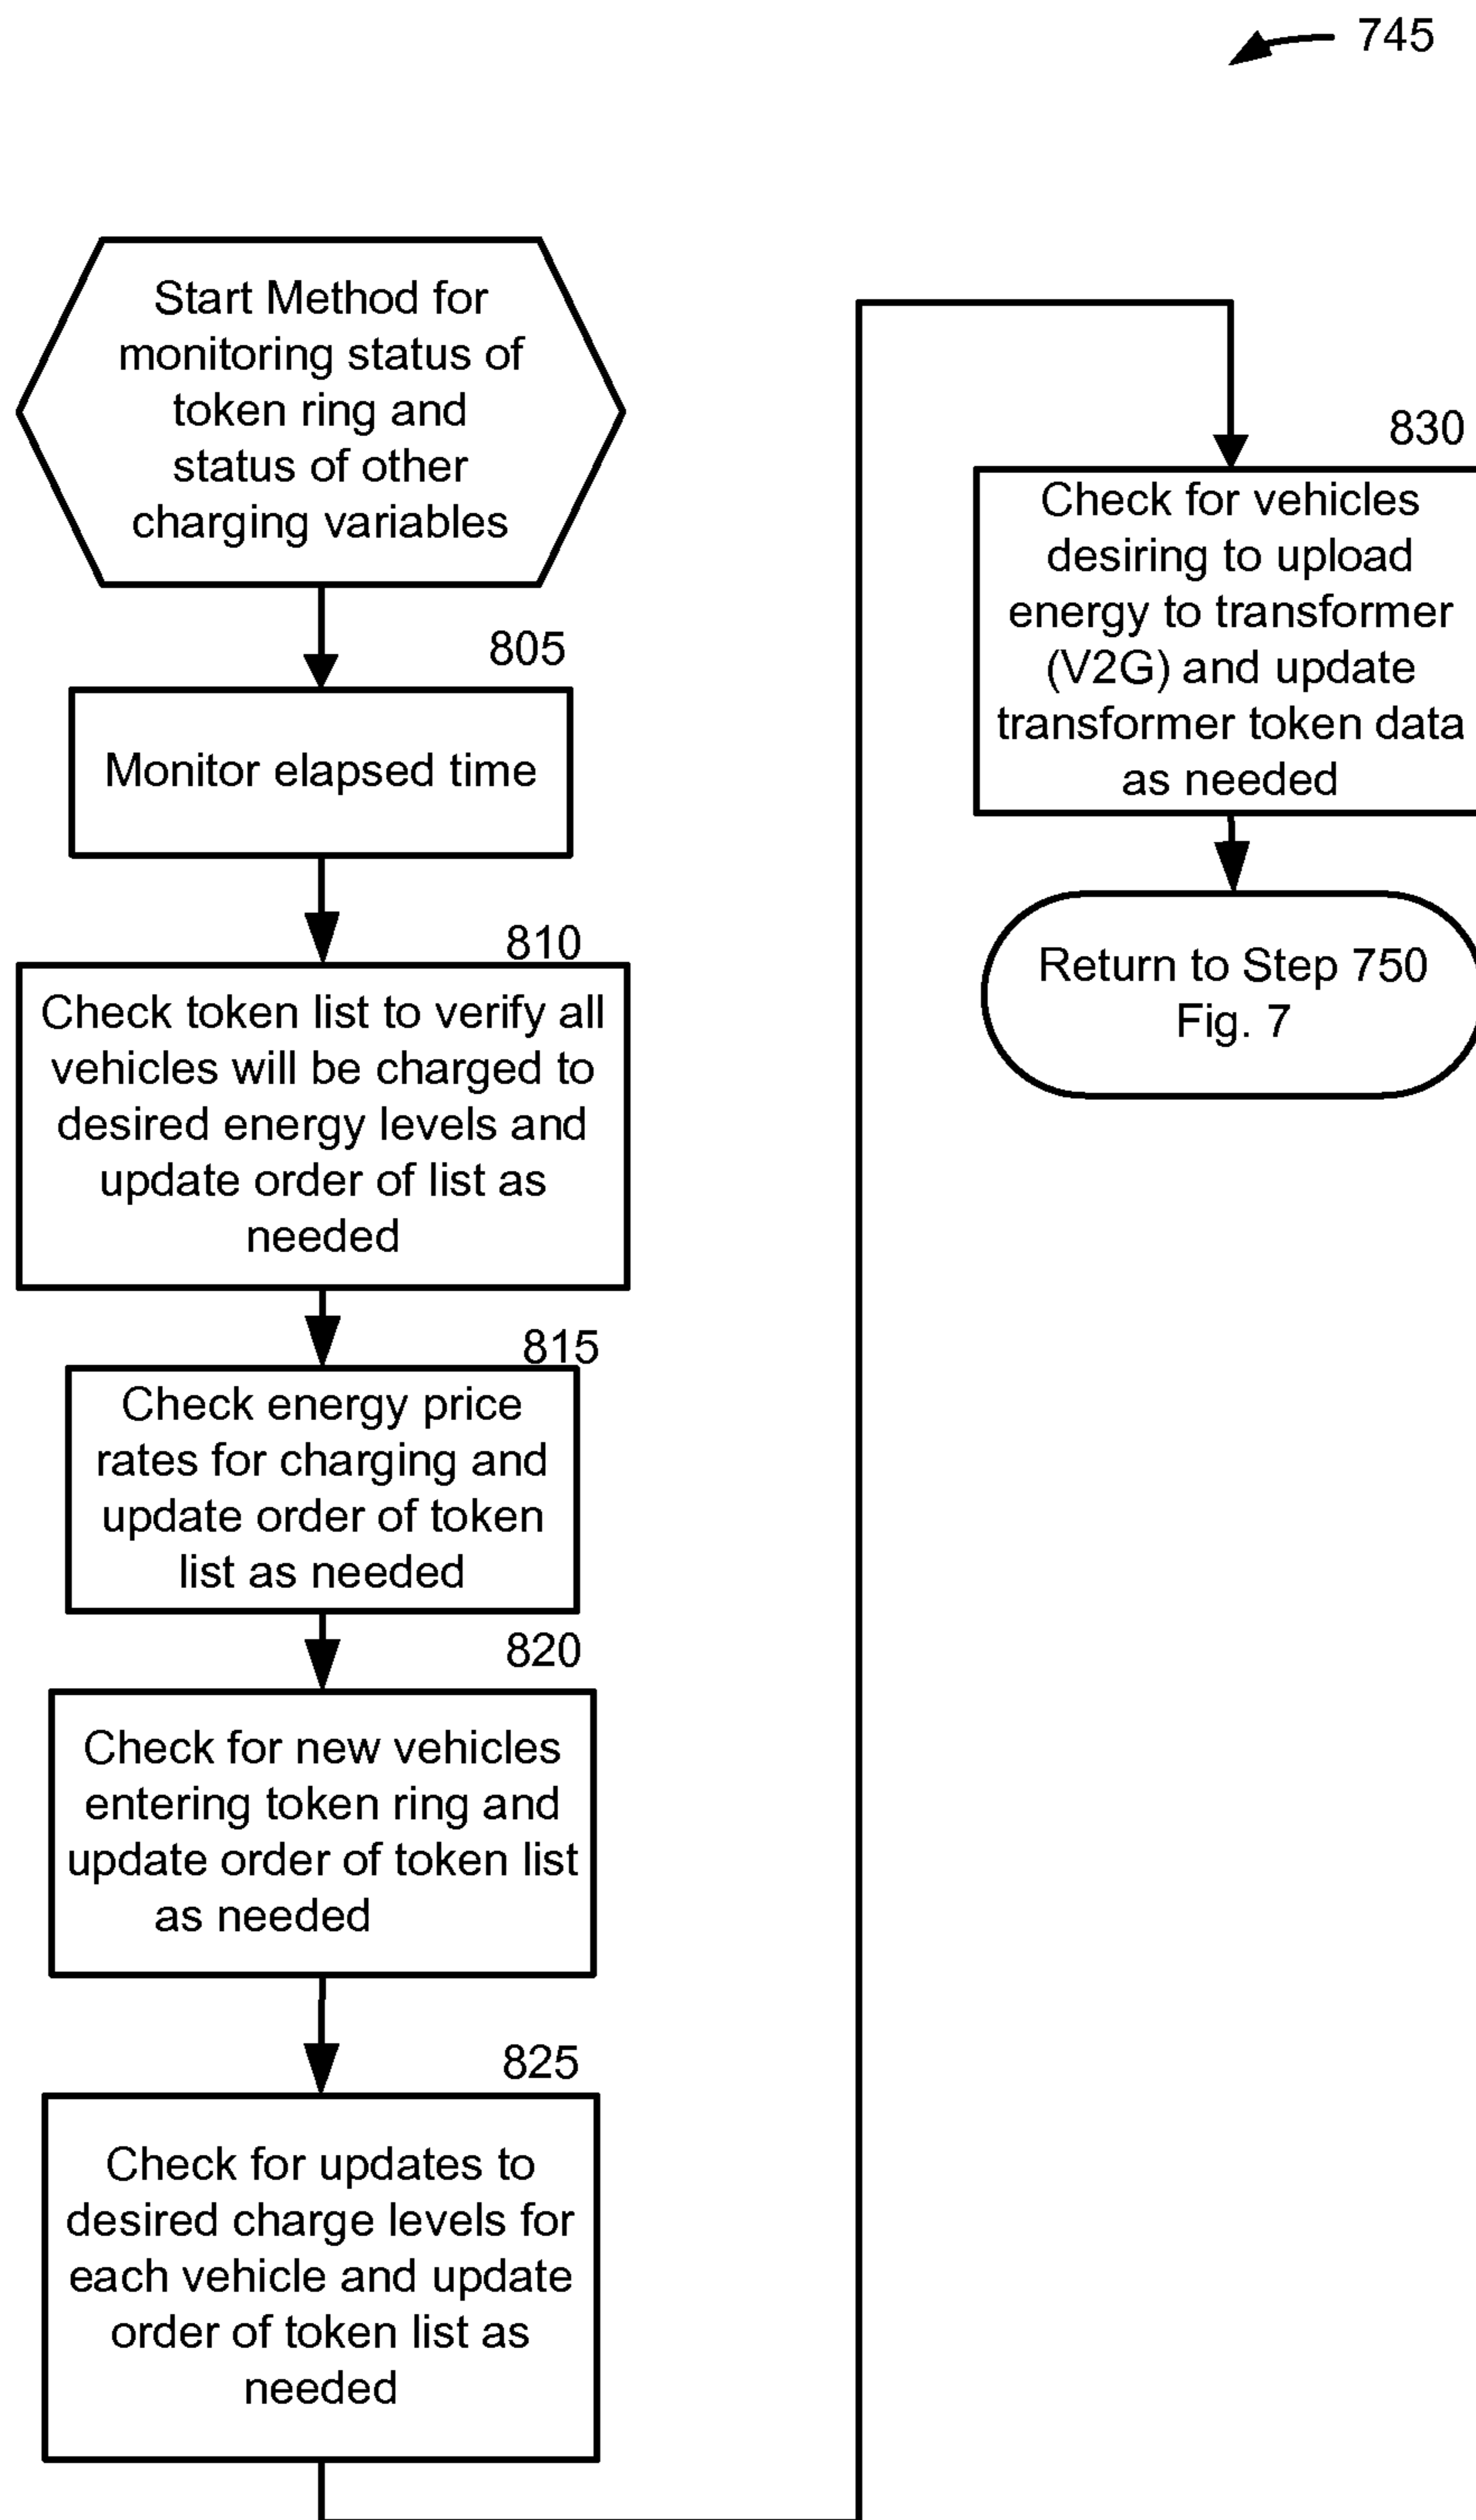 745
Start Method for
monitoring status of
token ring and
status of other
charging variables
805
Monitor elapsed time
810
Check token list to verify all
vehicles will be charged to
desired energy levels and
update order of list as
needed
815
Check energy price
rates for charging and
update order of token
list as needed
820
Check for new vehicles
entering token ring and
update order of token list
as needed
825
Check for updates to
desired charge levels for
each vehicle and update
order of token list as
needed
830
Check for vehicles
desiring to upload
energy to transformer
(V2G) and update
transformer token data
as needed
Return to Step 750
Fig. 7